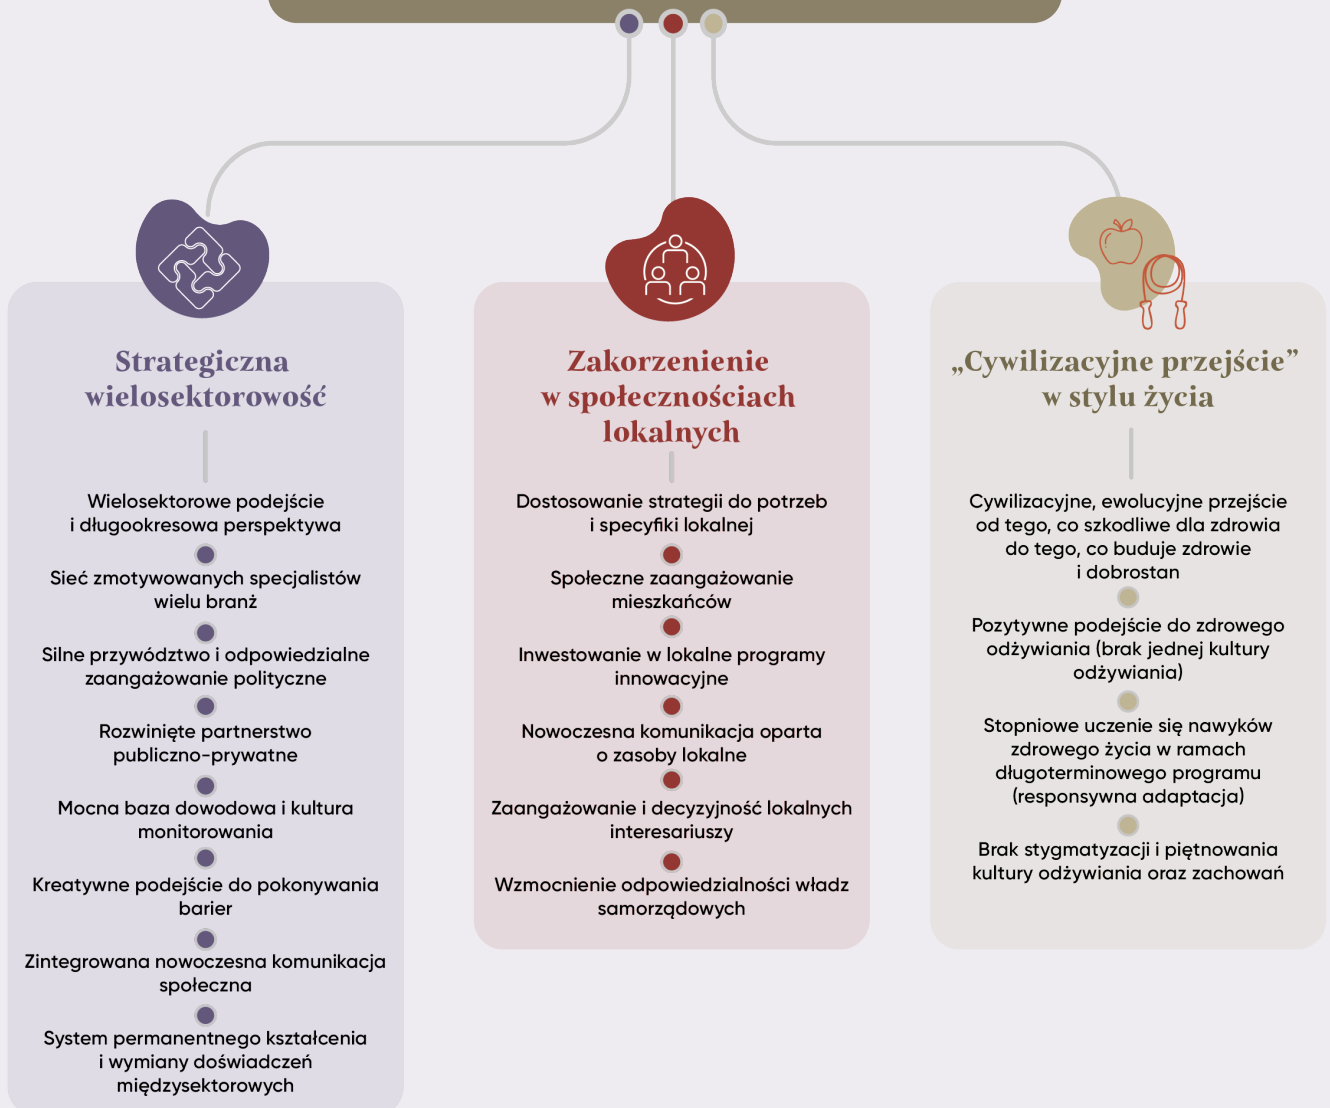 Strategiczna
wielosektorowość
Wielosektorowe podejście
i długookresowa perspektywa
Sieć zmotywowanych specjalistów
wielu branż
Silne przywództwo i odpowiedzialne
zaangażowanie polityczne
Rozwinięte partnerstwo
publiczno-prywatne
Mocna baza dowodowa i kultura
monitorowania
Kreatywne podejście do pokonywania
barier
Zintegrowana nowoczesna komunikacja
społeczna
System permanentnego kształcenia
i wymiany doświadczeń
międzysektorowych
Zakorzenienie
w społecznościach
lokalnych
Dostosowanie strategii do potrzeb
i specyfiki lokalnej
Społeczne zaangażowanie
mieszkańców
Inwestowanie w lokalne programy
innowacyjne
Nowoczesna komunikacja oparta
o zasoby lokalne
Zaangażowanie i decyzyjność lokalnych
interesariuszy
Wzmocnienie odpowiedzialności władz
samorządowych
„Cywilizacyjne przejście”
w stylu życia
Cywilizacyjne, ewolucyjne przejście
od tego, co szkodliwe dla zdrowia
do tego, co buduje zdrowie
i dobrostan
Pozytywne podejście do zdrowego
odżywiania (brak jednej kultury
odżywiania)
Stopniowe uczenie się nawyków
zdrowego życia w ramach
długoterminowego programu
(responsywna adaptacja)
Brak stygmatyzacji i piętnowania
kultury odżywiania oraz zachowań